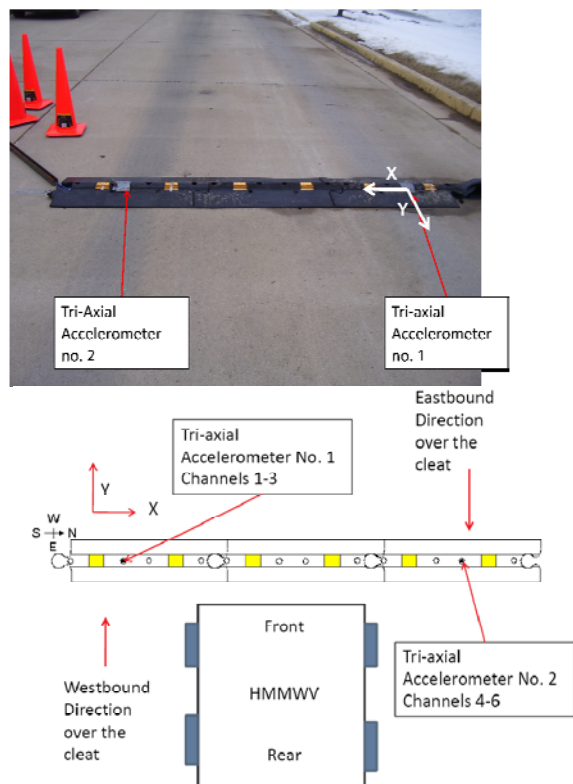 X
Y
Tri-Axial
Accelerometer
no. 2
Tri-axial
Accelerometer
no. 1
Eastbound
Direction
over the
cleat
Tri-axial
Accelerometer No. 1
Channels 1-3
Y
X
W
S N
E
Front
HMMWV
Rear
Westbound
Direction
over the
cleat
Tri-axial
Accelerometer No. 2
Channels 4-6